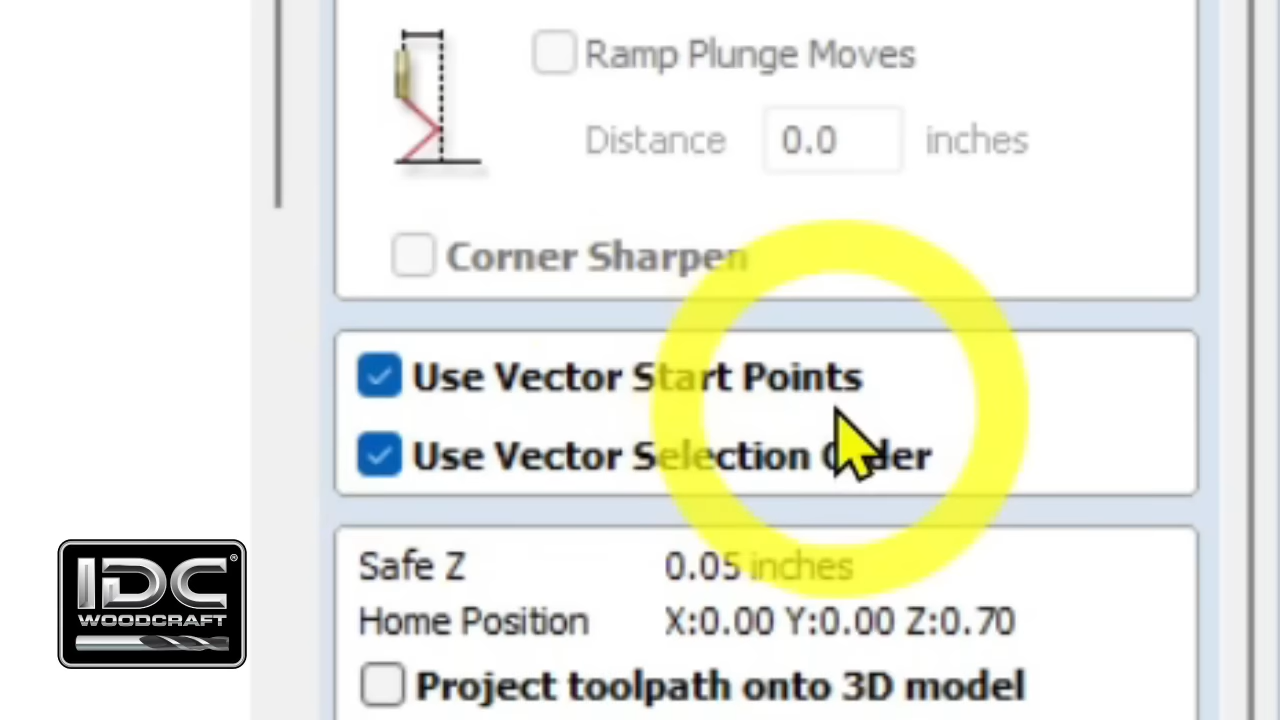 Ramp Plunge Moves
Distance 0.0 inches
Corner Sharpen
Use Vector Start Points
Use Vector Selection Order
Safe Z 0.05 inches
Home Position X:0.00 Y:0.00 Z:0.70
Project toolpath onto 3D model
IDC®
WOODCRAFT